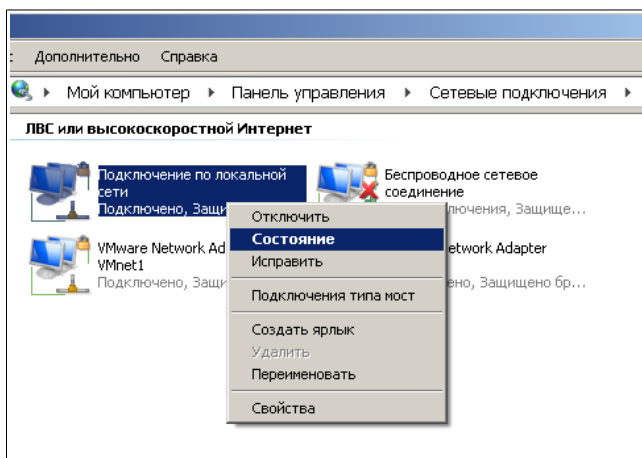 Дополнительно Справка
Мой компьютер Панель управления Сетевые подключения
ЛВС или высокоскоростной Интернет
Подключение по локальной
сети
Подключено, Защи
Беспроводное сетевое
соединение
лючения, Защище...
VMware Network Ad
VMnet1
Подключено, Защи
etwork Adapter
ено, Защищено бр...
Отключить
Состояние
Исправить
Подключения типа мост
Создать ярлык
Удалить
Переименовать
Свойства